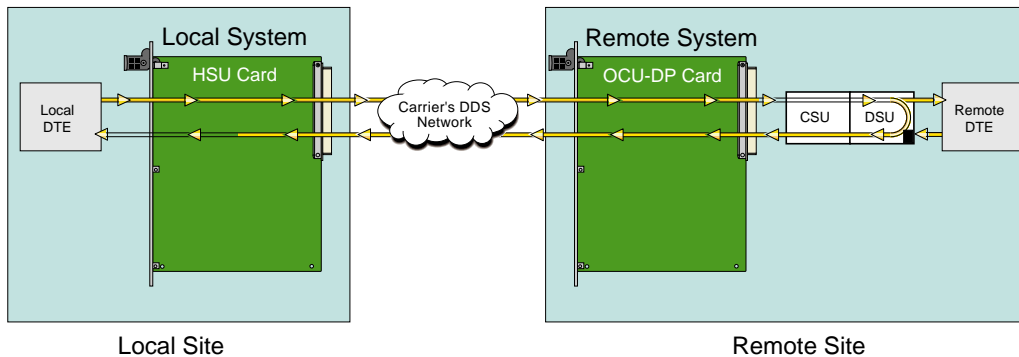 Local System
Remote System
HSU Card
OCU-DP Card
Local
DTE
Carrier's DDS
Network
CSU
DSU
Remote
DTE
Local Site
Remote Site